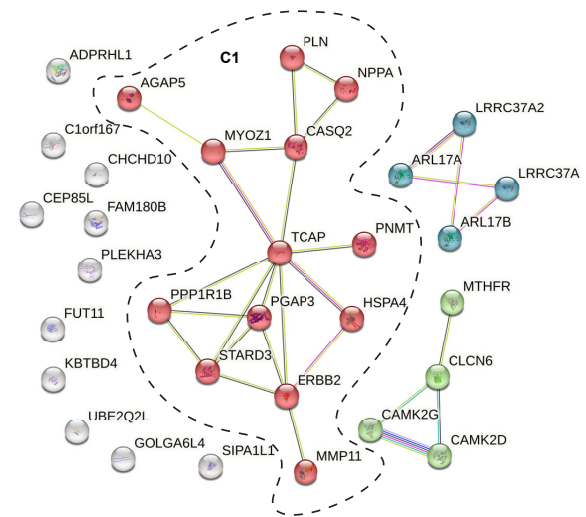 PLN
C1
ADPRHL1
NPPA
AGAP5
LRRC37A2
C1orf167
MYOZ1
CASQ2
CHCHD10
ARL17A
LRRC37A
CEP85L
FAM180B
ARL17B
PNMT
TCAP
PLEKHA3
MTHFR
PPP1R1B
PGAP3
HSPA4
FUT11
STARD3
CLCN6
KBTBD4
ERBB2
UBE2Q2L
CAMK2G
GOLGA6L4
SIPA1L1
MMP11
CAMK2D